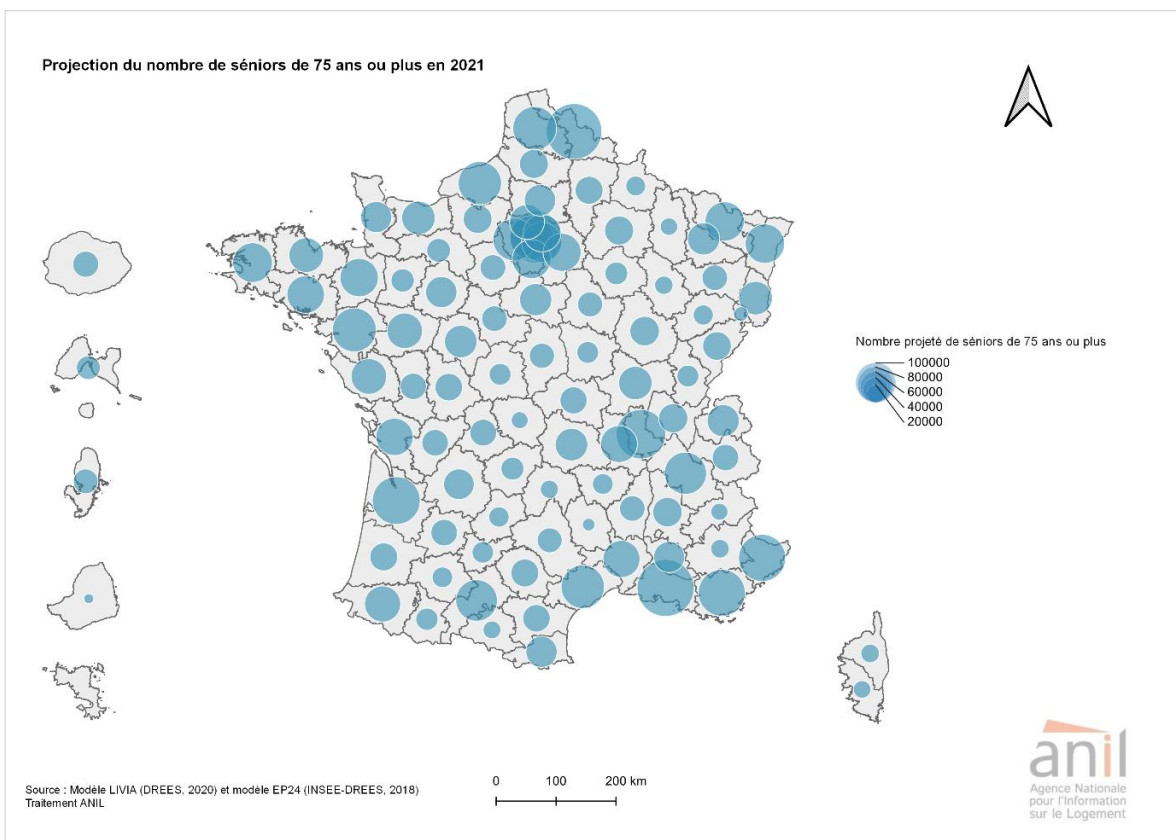 Projection du nombre de séniors de 75 ans ou plus en 2021
Nombre projeté de séniors de 75 ans ou plus
100000
80000
60000
40000
20000
0 100 200 km
Source : Modèle LIVIA (DREES, 2020) et modèle EP24 (INSEE-DREES, 2018)
Traitement ANIL
anil
Agence Nationale
pour l'Information
sur le Logement